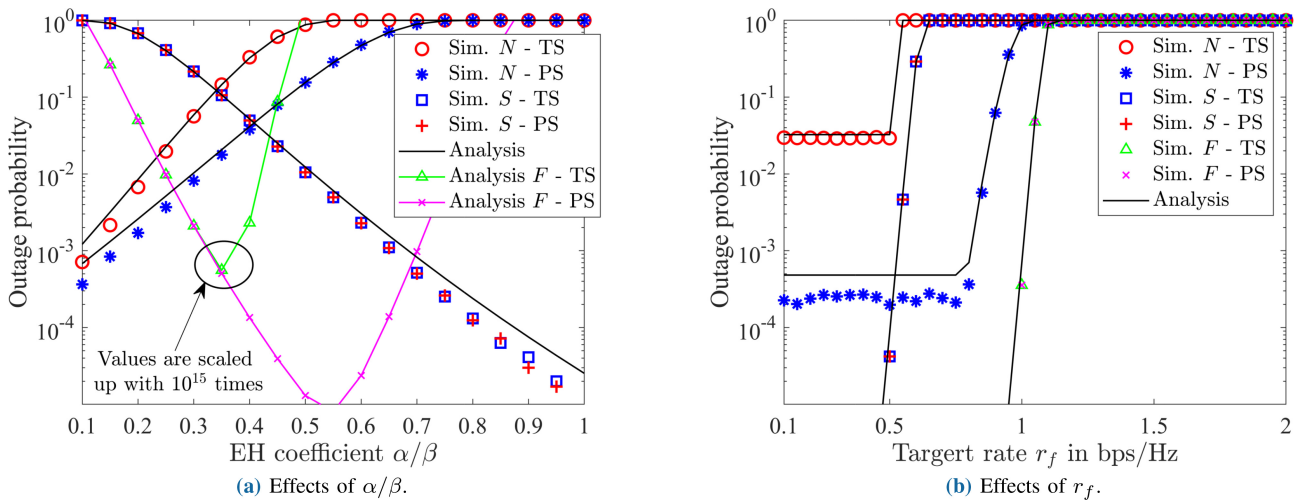 10^0
10^-1
10^-2
10^-3
10^-4
Outage probability
Sim. N - TS
Sim. N - PS
Sim. S - TS
Sim. S - PS
Analysis
Analysis F - TS
Analysis F - PS
Values are scaled
up with 10^15 times
0.1 0.2 0.3 0.4 0.5 0.6 0.7 0.8 0.9 1
EH coefficient α/β
(a) Effects of α/β.
10^0
10^-1
10^-2
10^-3
10^-4
Outage probability
Sim. N - TS
Sim. N - PS
Sim. S - TS
Sim. S - PS
Sim. F - TS
Sim. F - PS
Analysis
0.1 0.5 1 1.5 2
Targert rate r_f in bps/Hz
(b) Effects of r_f.